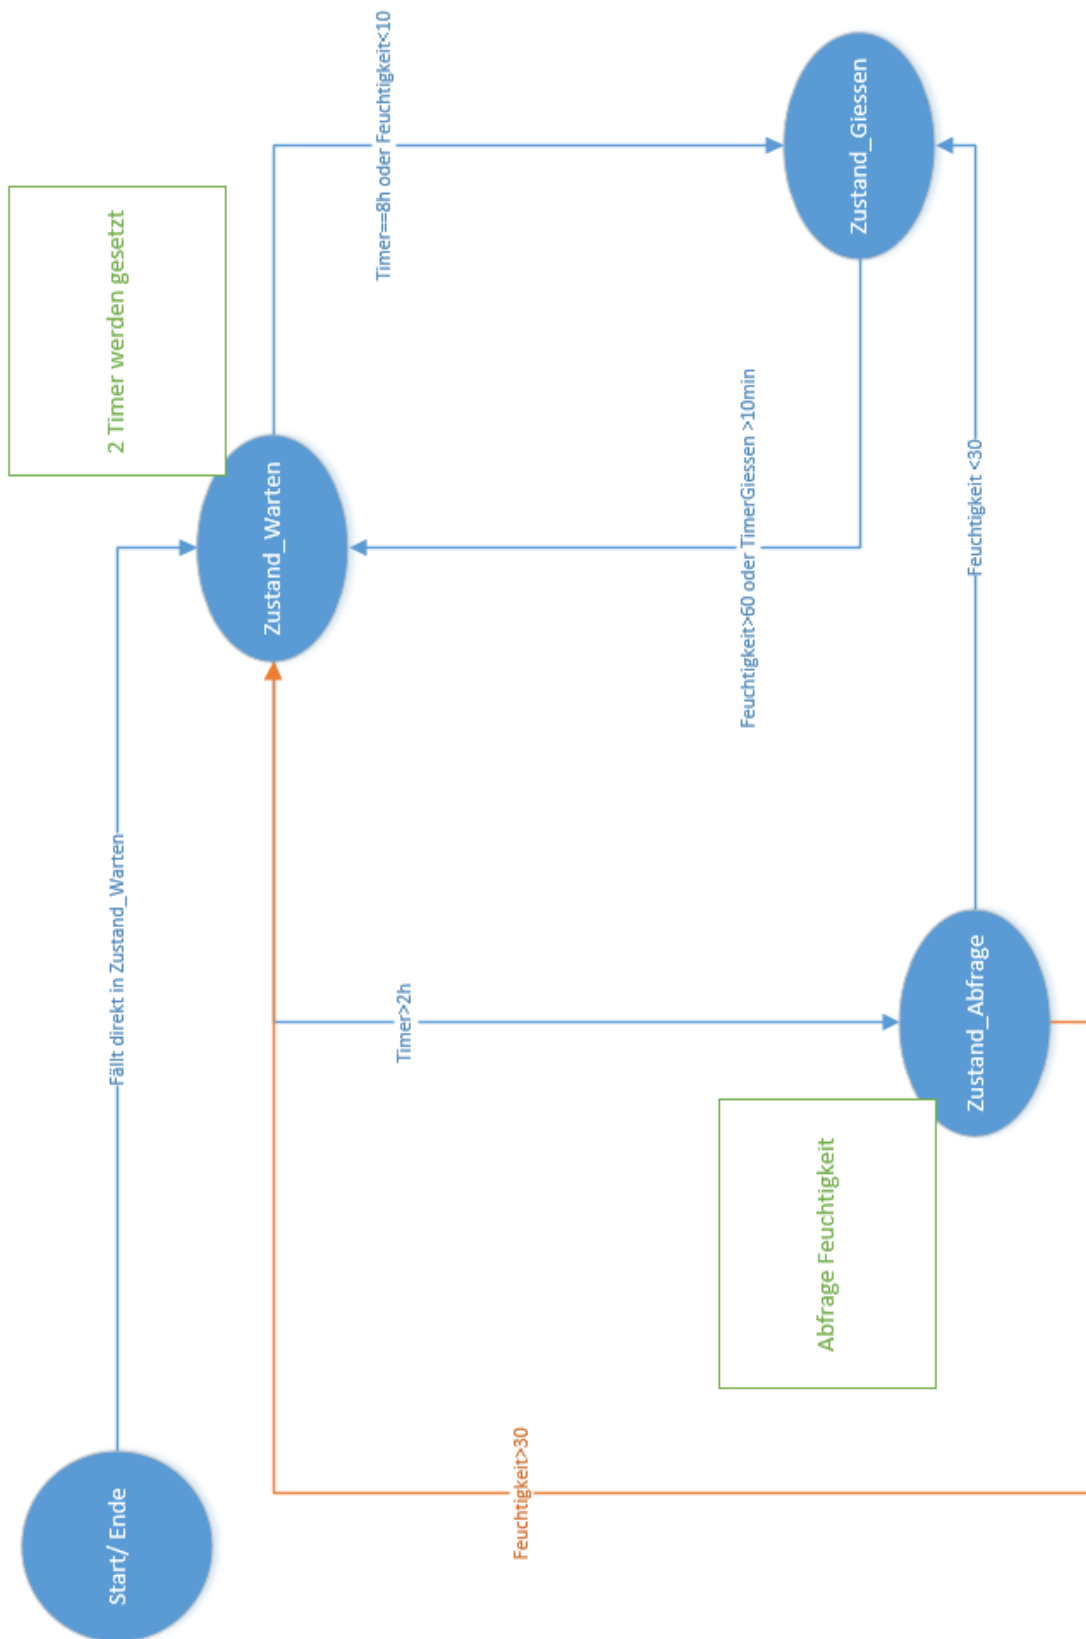 Start/ Ende
Fällt direkt in Zustand_Warten
2 Timer werden gesetzt
Zustand_Warten
Timer==8h oder Feuchtigkeit<10
Feuchtigkeit>30
Timer>2h
Feuchtigkeit>60 oder TimerGiessen >10min
Zustand_Giessen
Abfrage Feuchtigkeit
Zustand_Abfrage
Feuchtigkeit <30